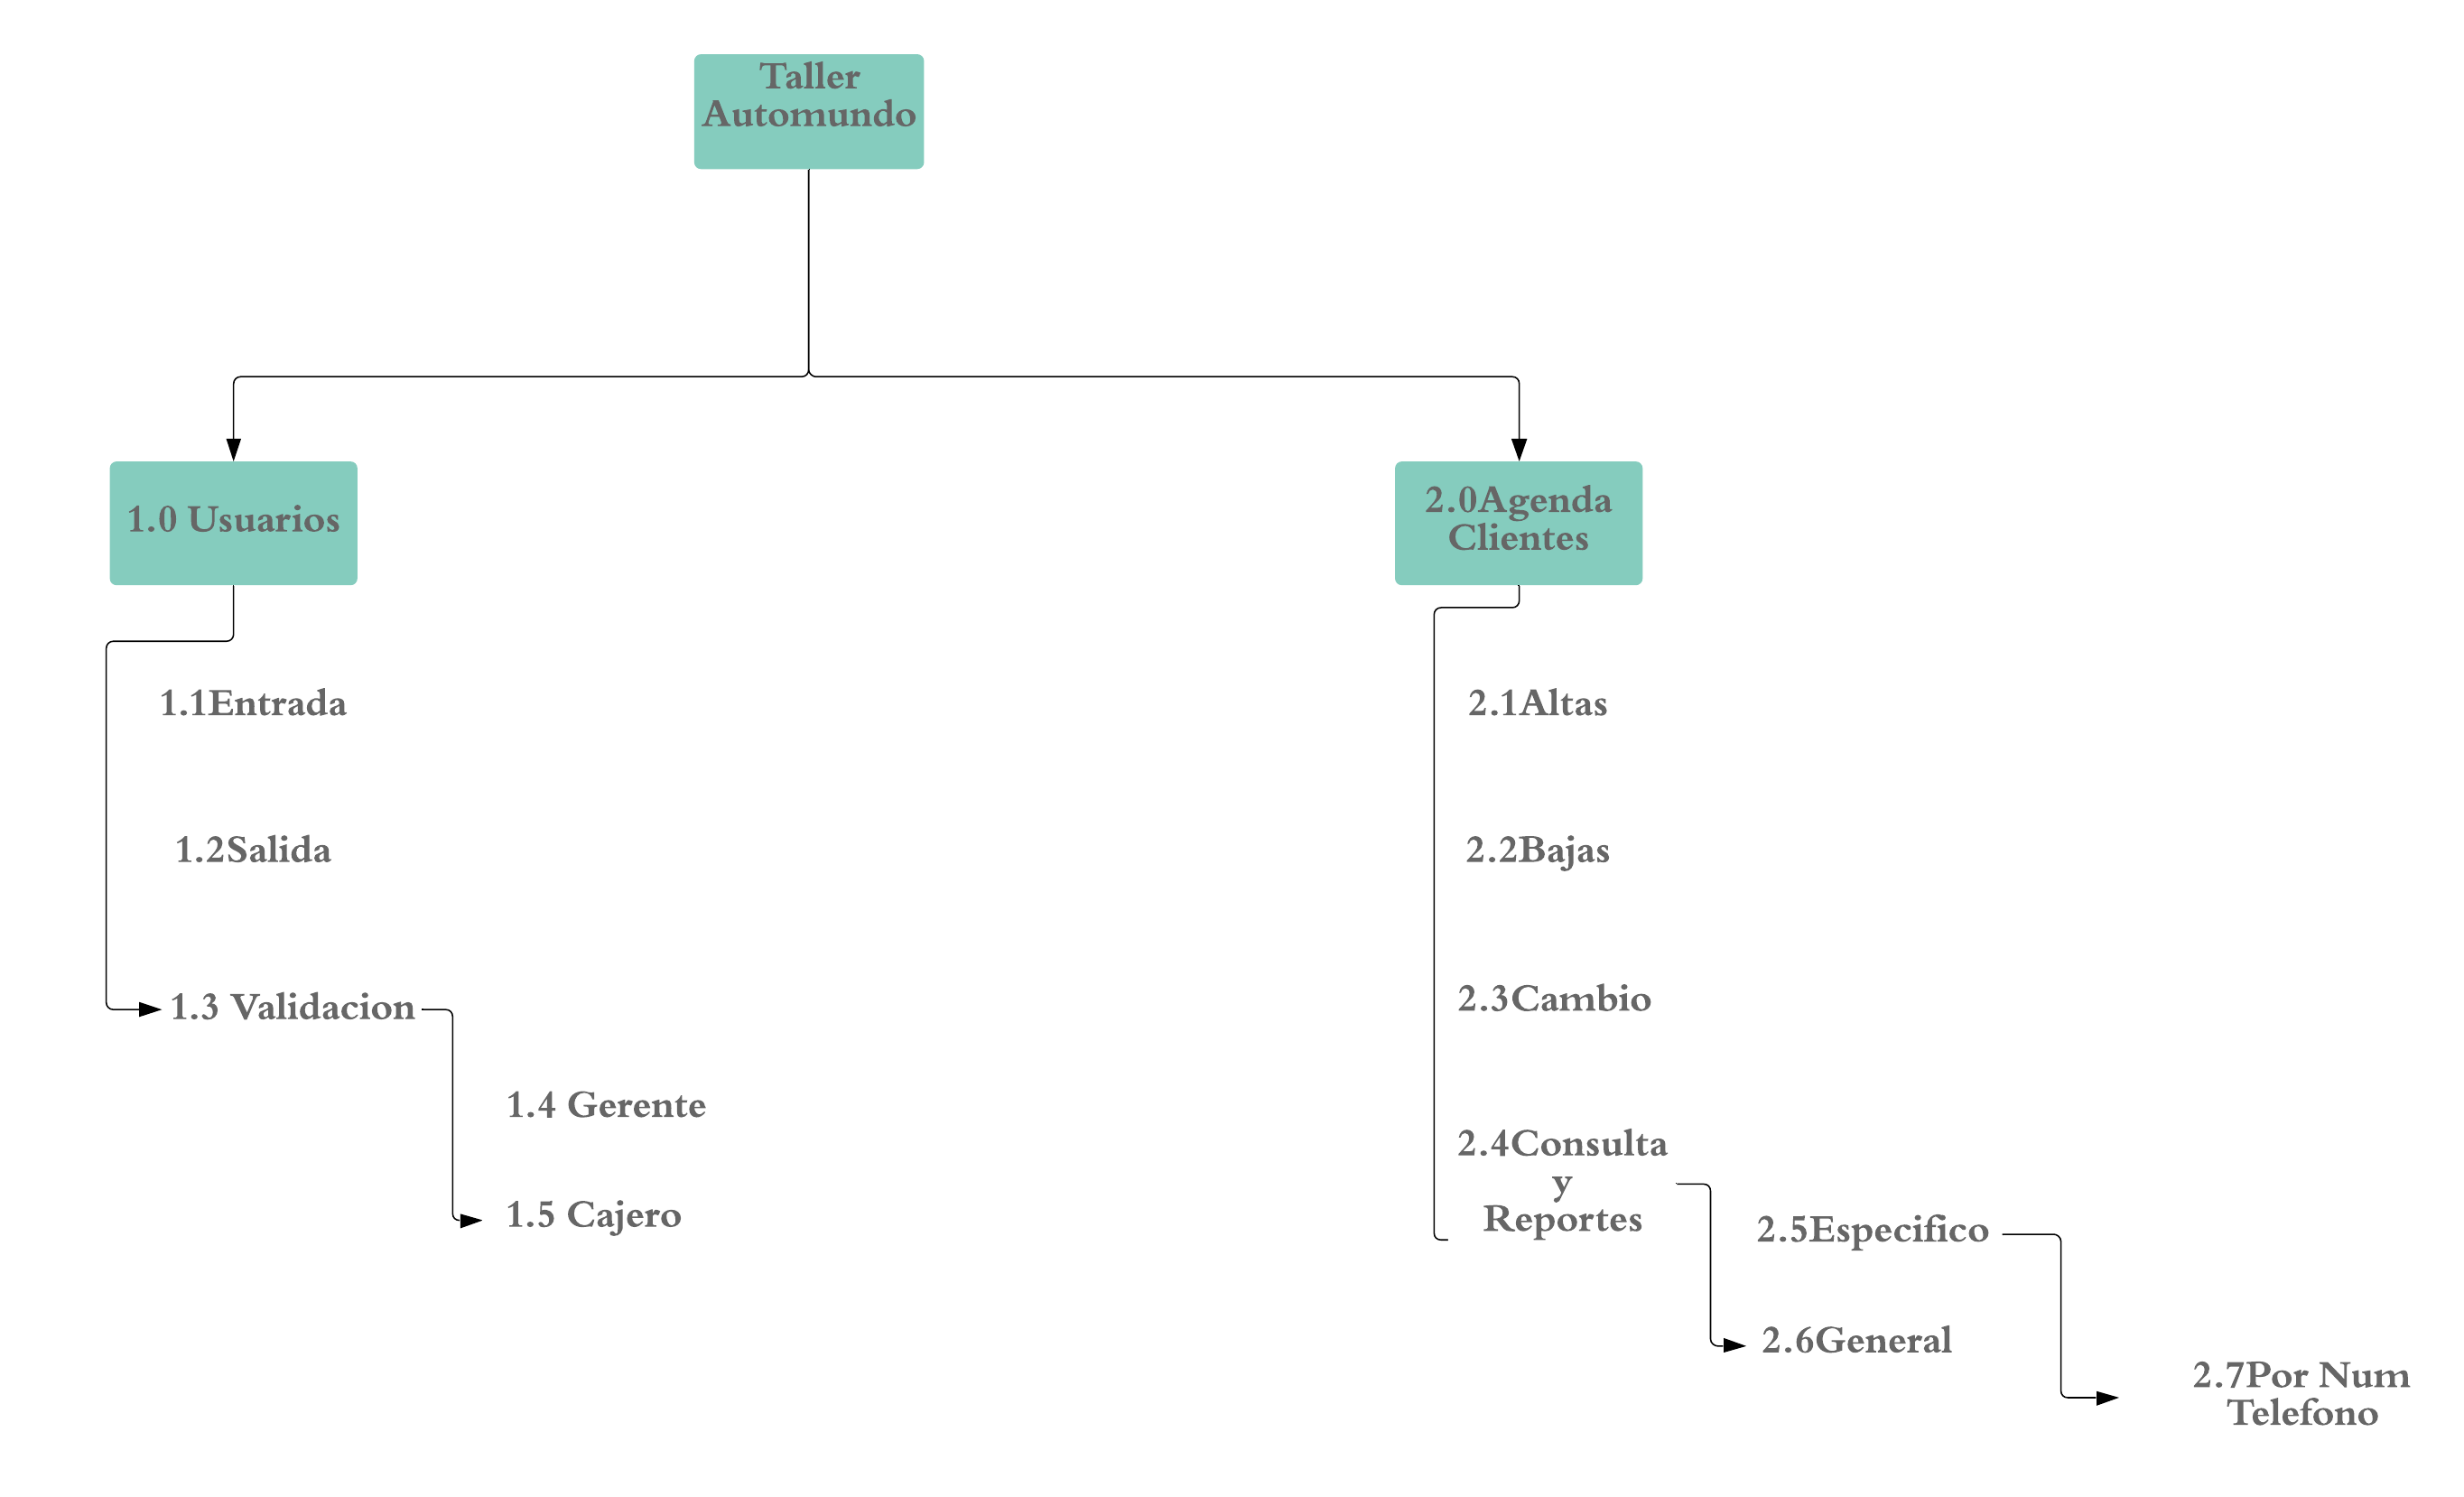 Taller
Automundo
1.0 Usuarios
2.0Agenda
Clientes
1.1Entrada
2.1Altas
1.2Salida
2.2Bajas
1.3 Validacion
2.3Cambio
1.4 Gerente
2.4Consulta
y
Reportes
1.5 Cajero
2.5Especifico
2.6General
2.7Por Num
Telefono